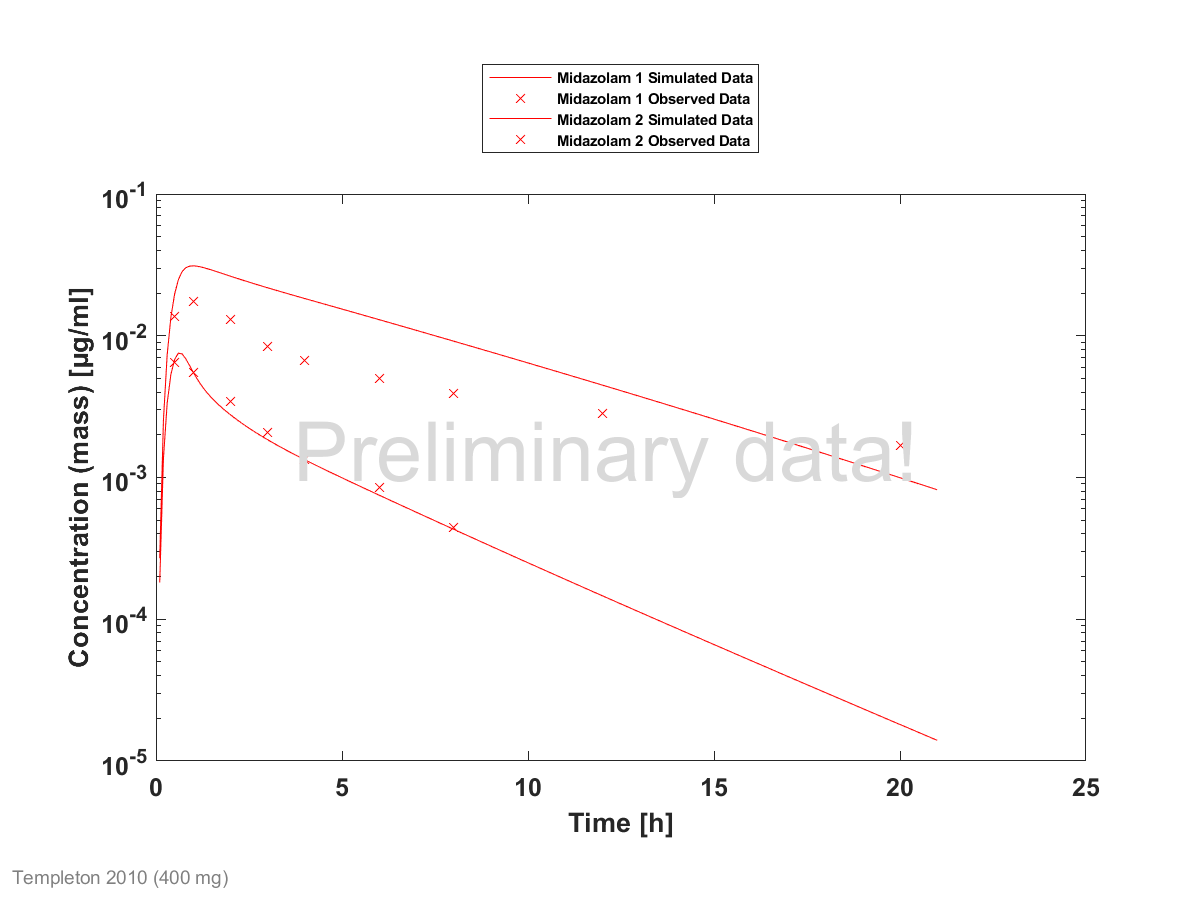 Midazolam 1 Simulated Data
Midazolam 1 Observed Data
Midazolam 2 Simulated Data
Midazolam 2 Observed Data
10^-1
10^-2
10^-3
10^-4
10^-5
Concentration (mass) [µg/ml]
Preliminary data!
0 5 10 15 20 25
Time [h]
Templeton 2010 (400 mg)